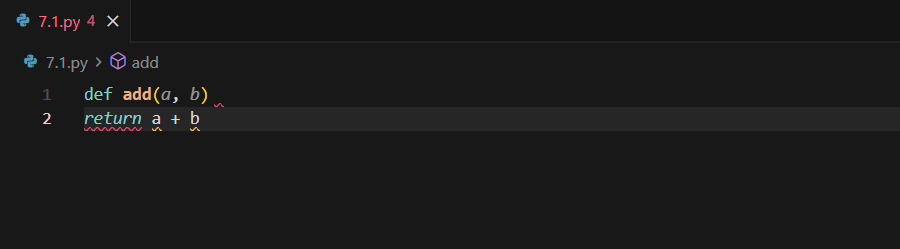 7.1.py 4
7.1.py > add
1 def add(a, b)
2 return a + b